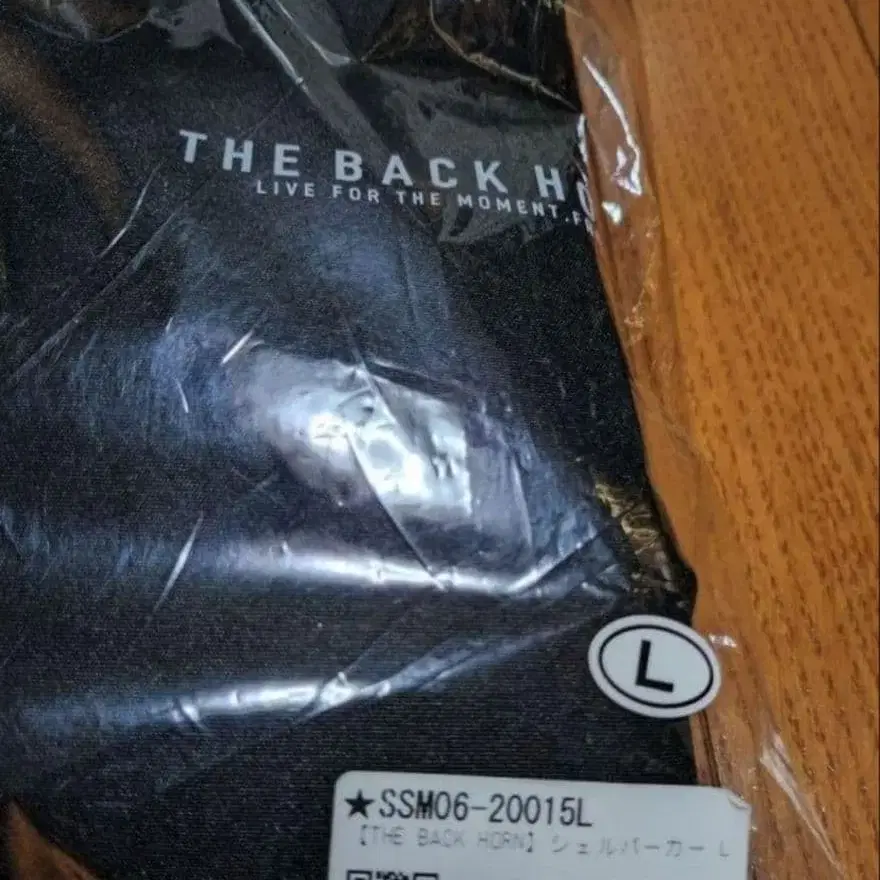 THE BACK HO
LIVE FOR THE MOMENT.F
L
★SSM06-20015L
【THE BACK HORN】シェルパーカー L